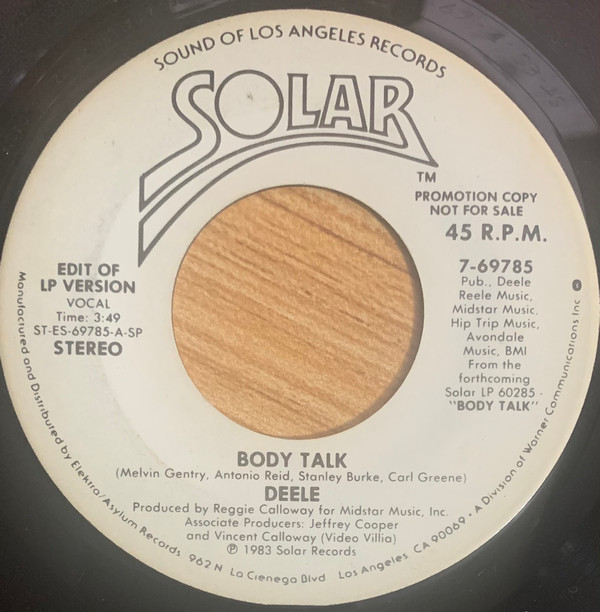 SOUND OF LOS ANGELES RECORDS
SOLAR
TM
PROMOTION COPY
NOT FOR SALE
45 R.P.M.
EDIT OF
LP VERSION
VOCAL
Time: 3:49
ST-ES-69785-A-SP
STEREO
7-69785
Pub., Deele
Reele Music,
Midstar Music.
Hip Trip Music,
Avondale
Music, BMI
From the
forthcoming
Solar LP 60285 -
"BODY TALK"
BODY TALK
(Melvin Gentry, Antonio Reid, Stanley Burke, Carl Greene)
DEELE
Produced by Reggie Calloway for Midstar Music, Inc.
Associate Producers: Jeffrey Cooper
and Vincent Calloway (Video Villia)
℗ 1983 Solar Records
Manufactured and Distributed by Elektra/Asylum Records 962 N La Cienega Blvd Los Angeles CA 90069 • A Division of Warner Communications Inc